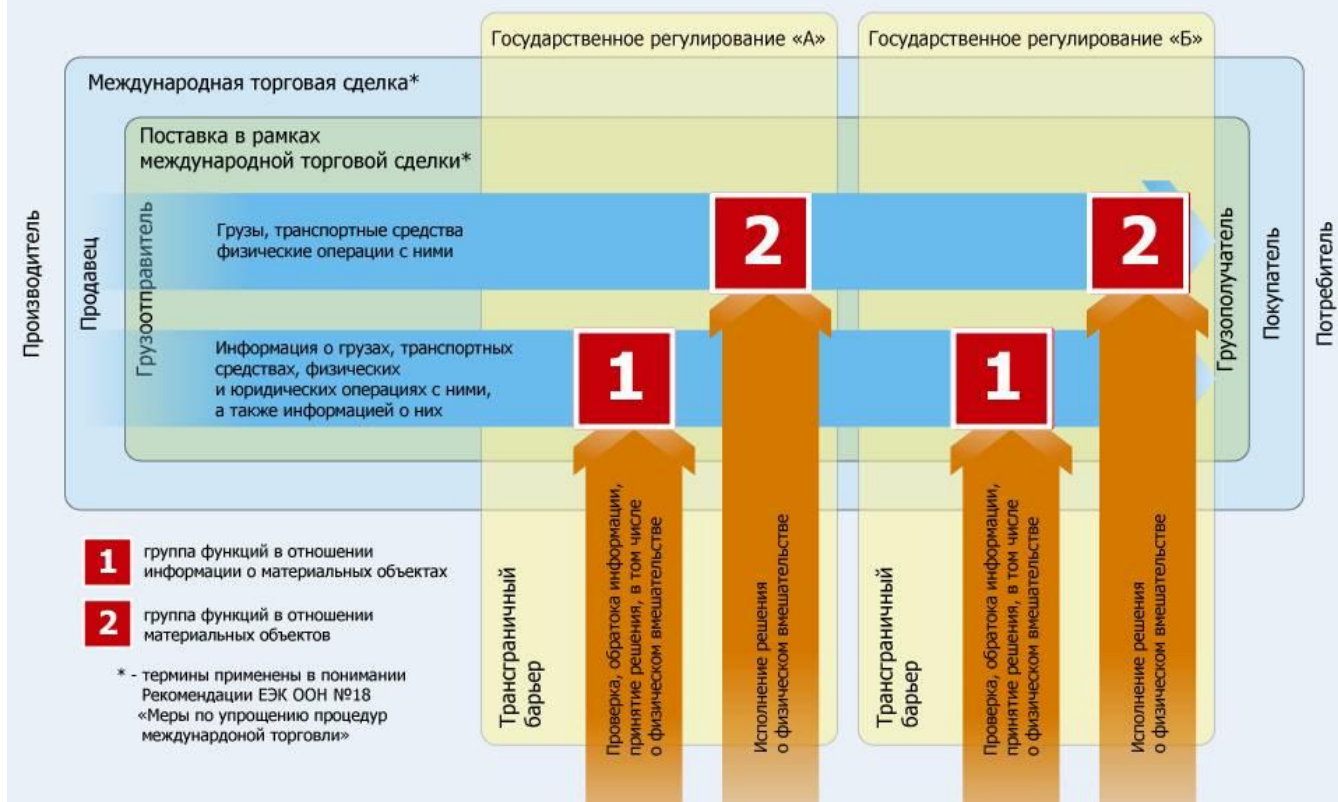 Государственное регулирование «А»
Государственное регулирование «Б»
Международная торговая сделка*
Поставка в рамках
международной торговой сделки*
Производитель
Продавец
Грузоотправитель
Грузы, транспортные средства
физические операции с ними
2
2
Информация о грузах, транспортных
средствах, физических
и юридических операциях с ними,
а также информацией о них
1
1
Грузополучатель
Покупатель
Потребитель
1
группа функций в отношении
информации о материальных объектах
2
группа функций в отношении
материальных объектов
* - термины применены в понимании
Рекомендации ЕЭК ООН №18
«Меры по упрощению процедур
междунардоной торговли»
Трансграничный
барьер
Проверка, обратока информации,
принятие решения, в том числе
о физическом вмешательстве
Исполнение решения
о физическом вмешательстве
Трансграничный
барьер
Проверка, обратока информации,
принятие решения, в том числе
о физическом вмешательстве
Исполнение решения
о физическом вмешательстве